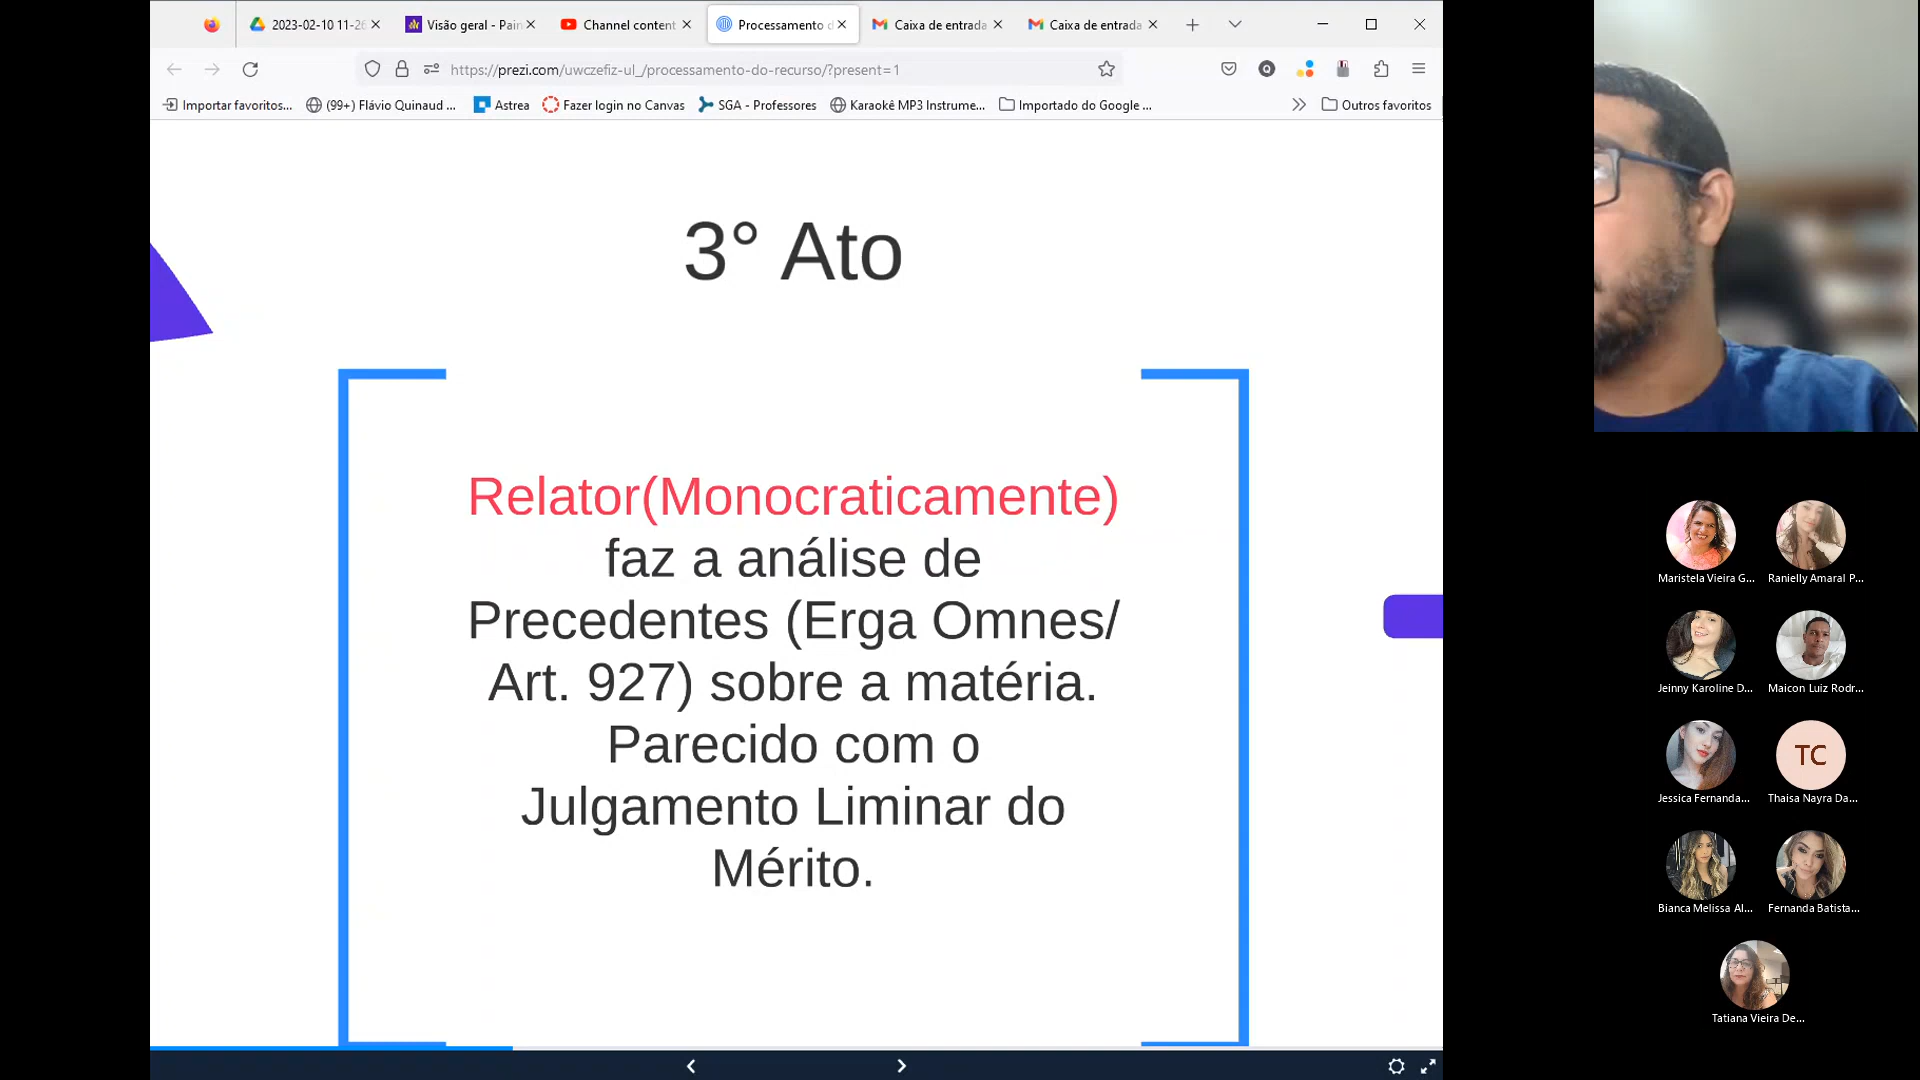 2023-02-10 11-26
Visão geral - Pain
Channel content
Processamento d
Caixa de entrada
Caixa de entrada
https://prezi.com/uwczefiz-ul_/processamento-do-recurso/?present=1
Importar favoritos...
(99+) Flávio Quinaud ...
Astrea
Fazer login no Canvas
SGA - Professores
Karaokê MP3 Instrume...
Importado do Google ...
Outros favoritos
3° Ato
Relator(Monocraticamente)
faz a análise de
Precedentes (Erga Omnes/
Art. 927) sobre a matéria.
Parecido com o
Julgamento Liminar do
Mérito.
Maristela Vieira G...
Ranielly Amaral P...
Jeinny Karoline D...
Maicon Luiz Rodr...
Jessica Fernanda...
TC
Thaisa Nayra Da...
Bianca Melissa Al...
Fernanda Batista...
Tatiana Vieira De...